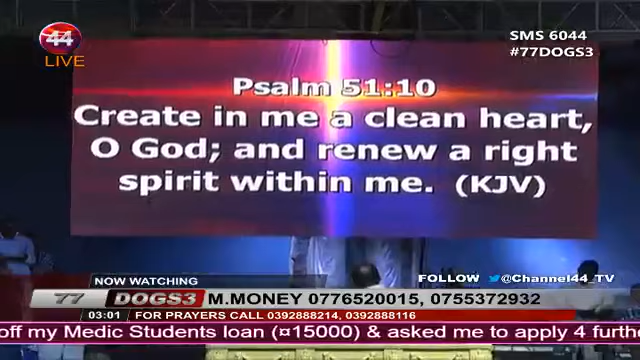 44
LIVE
SMS 6044
#77DOGS3
Psalm 51:10
Create in me a clean heart,
O God; and renew a right
spirit within me. (KJV)
NOW WATCHING
FOLLOW @Channel44_TV
77 DOGS3 M.MONEY 0776520015, 0755372932
03:01 FOR PRAYERS CALL 0392888214, 0392888116
off my Medic Students loan (¤15000) & asked me to apply 4 furthe